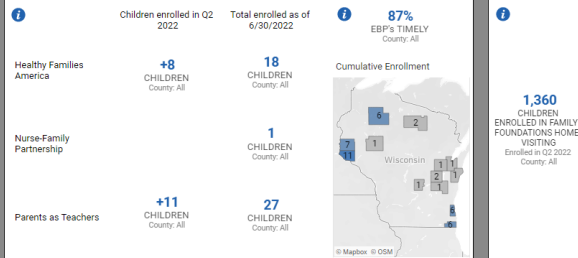 Children enrolled in Q2
2022
Total enrolled as of
6/30/2022
Healthy Families
America
+8
CHILDREN
County: All
18
CHILDREN
County: All
Nurse-Family
Partnership
1
CHILDREN
County: All
Parents as Teachers
+11
CHILDREN
County: All
27
CHILDREN
County: All
87%
EBP's TIMELY
County: All
Cumulative Enrollment
6
2
7
1
11
Wisconsin
1
1
2
1
1
1
6
6
© Mapbox © OSM
1,360
CHILDREN
ENROLLED IN FAMILY
FOUNDATIONS HOME
VISITING
Enrolled in Q2 2022
County: All